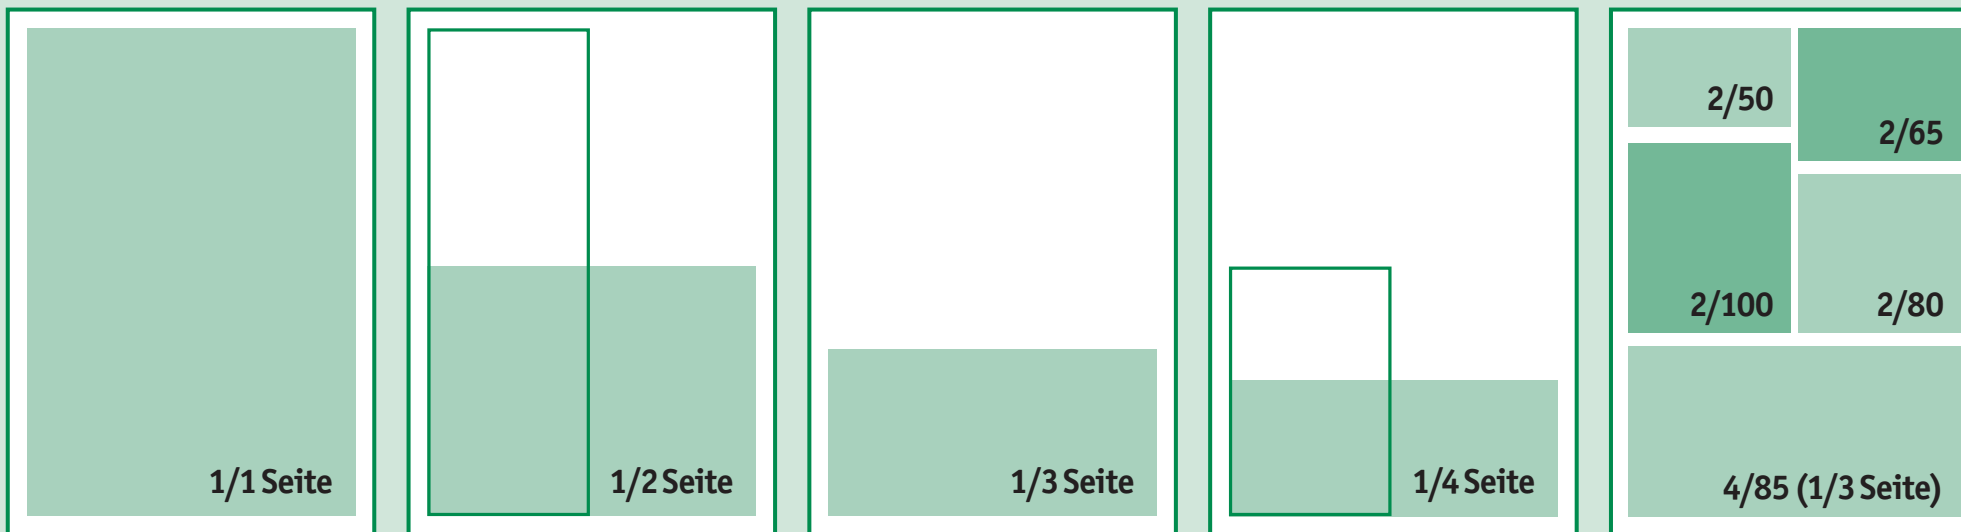 1/1 Seite
1/2 Seite
1/3 Seite
1/4 Seite
2/50
2/65
2/100
2/80
4/85 (1/3 Seite)